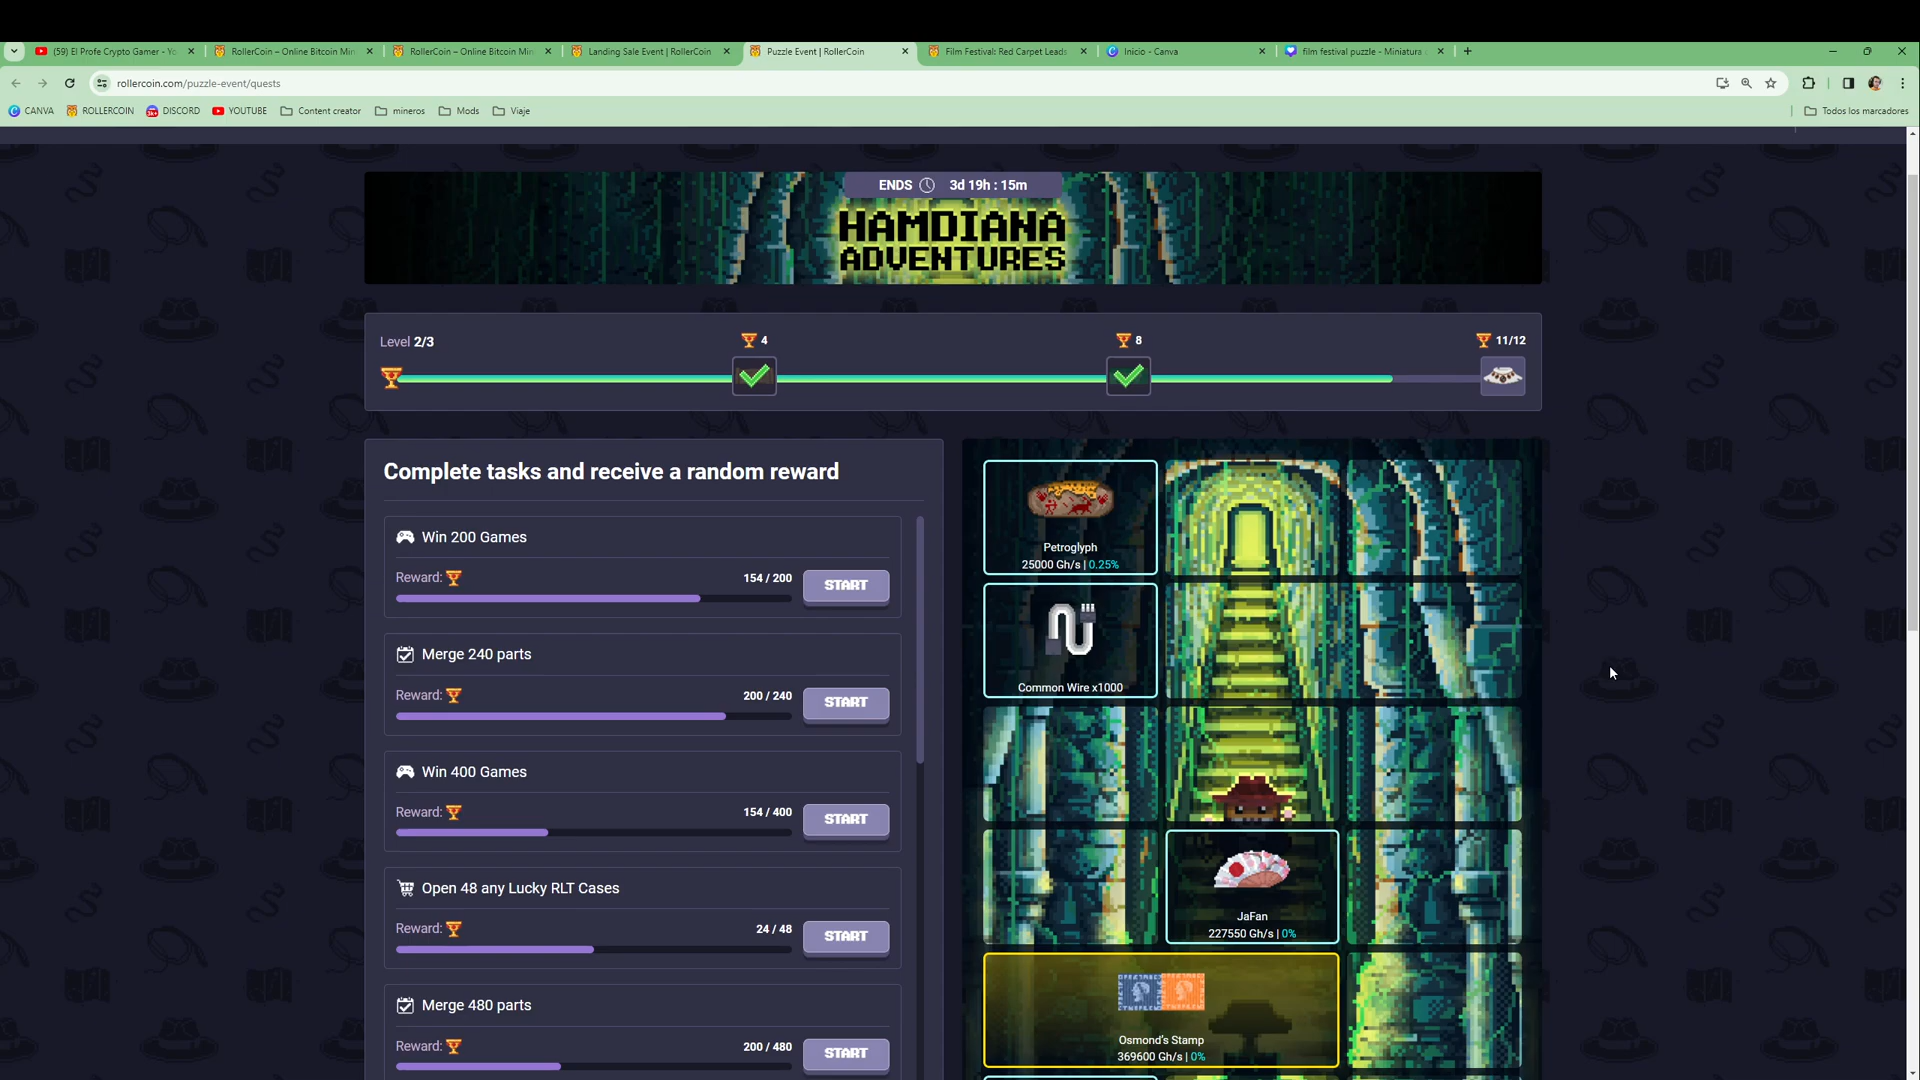 (59) El Profe Crypto Gamer - Yo
RollerCoin – Online Bitcoin Min
RollerCoin – Online Bitcoin Min
Landing Sale Event | RollerCoin
Puzzle Event | RollerCoin
Film Festival: Red Carpet Leads
Inicio - Canva
film festival puzzle - Miniatura
rollercoin.com/puzzle-event/quests
CANVA
ROLLERCOIN
DISCORD
YOUTUBE
Content creator
mineros
Mods
Viaje
Todos los marcadores
ENDS 3d 19h : 15m
HAMDIANA
ADVENTURES
Level 2/3
4
8
11/12
Complete tasks and receive a random reward
Win 200 Games
Reward:
154 / 200
START
Merge 240 parts
Reward:
200 / 240
START
Win 400 Games
Reward:
154 / 400
START
Open 48 any Lucky RLT Cases
Reward:
24 / 48
START
Merge 480 parts
Reward:
200 / 480
START
Petroglyph
25000 Gh/s | 0.25%
Common Wire x1000
JaFan
227550 Gh/s | 0%
Osmond's Stamp
369600 Gh/s | 0%